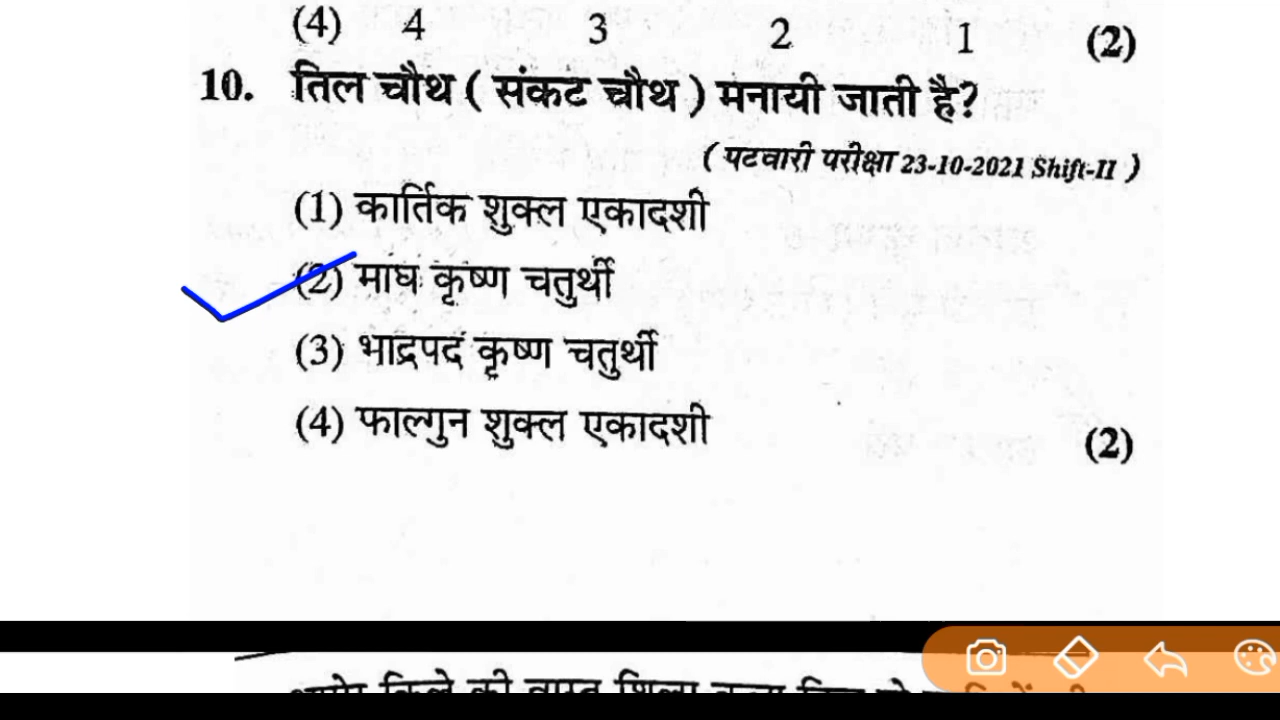 (4) 4 3 2 1 (2)
10. तिल चौथ ( संकट चौथ ) मनायी जाती है?
( पटवारी परीक्षा 23-10-2021 Shift-II )
(1) कार्तिक शुक्ल एकादशी
(2) माघ कृष्ण चतुर्थी
(3) भाद्रपद कृष्ण चतुर्थी
(4) फाल्गुन शुक्ल एकादशी
(2)